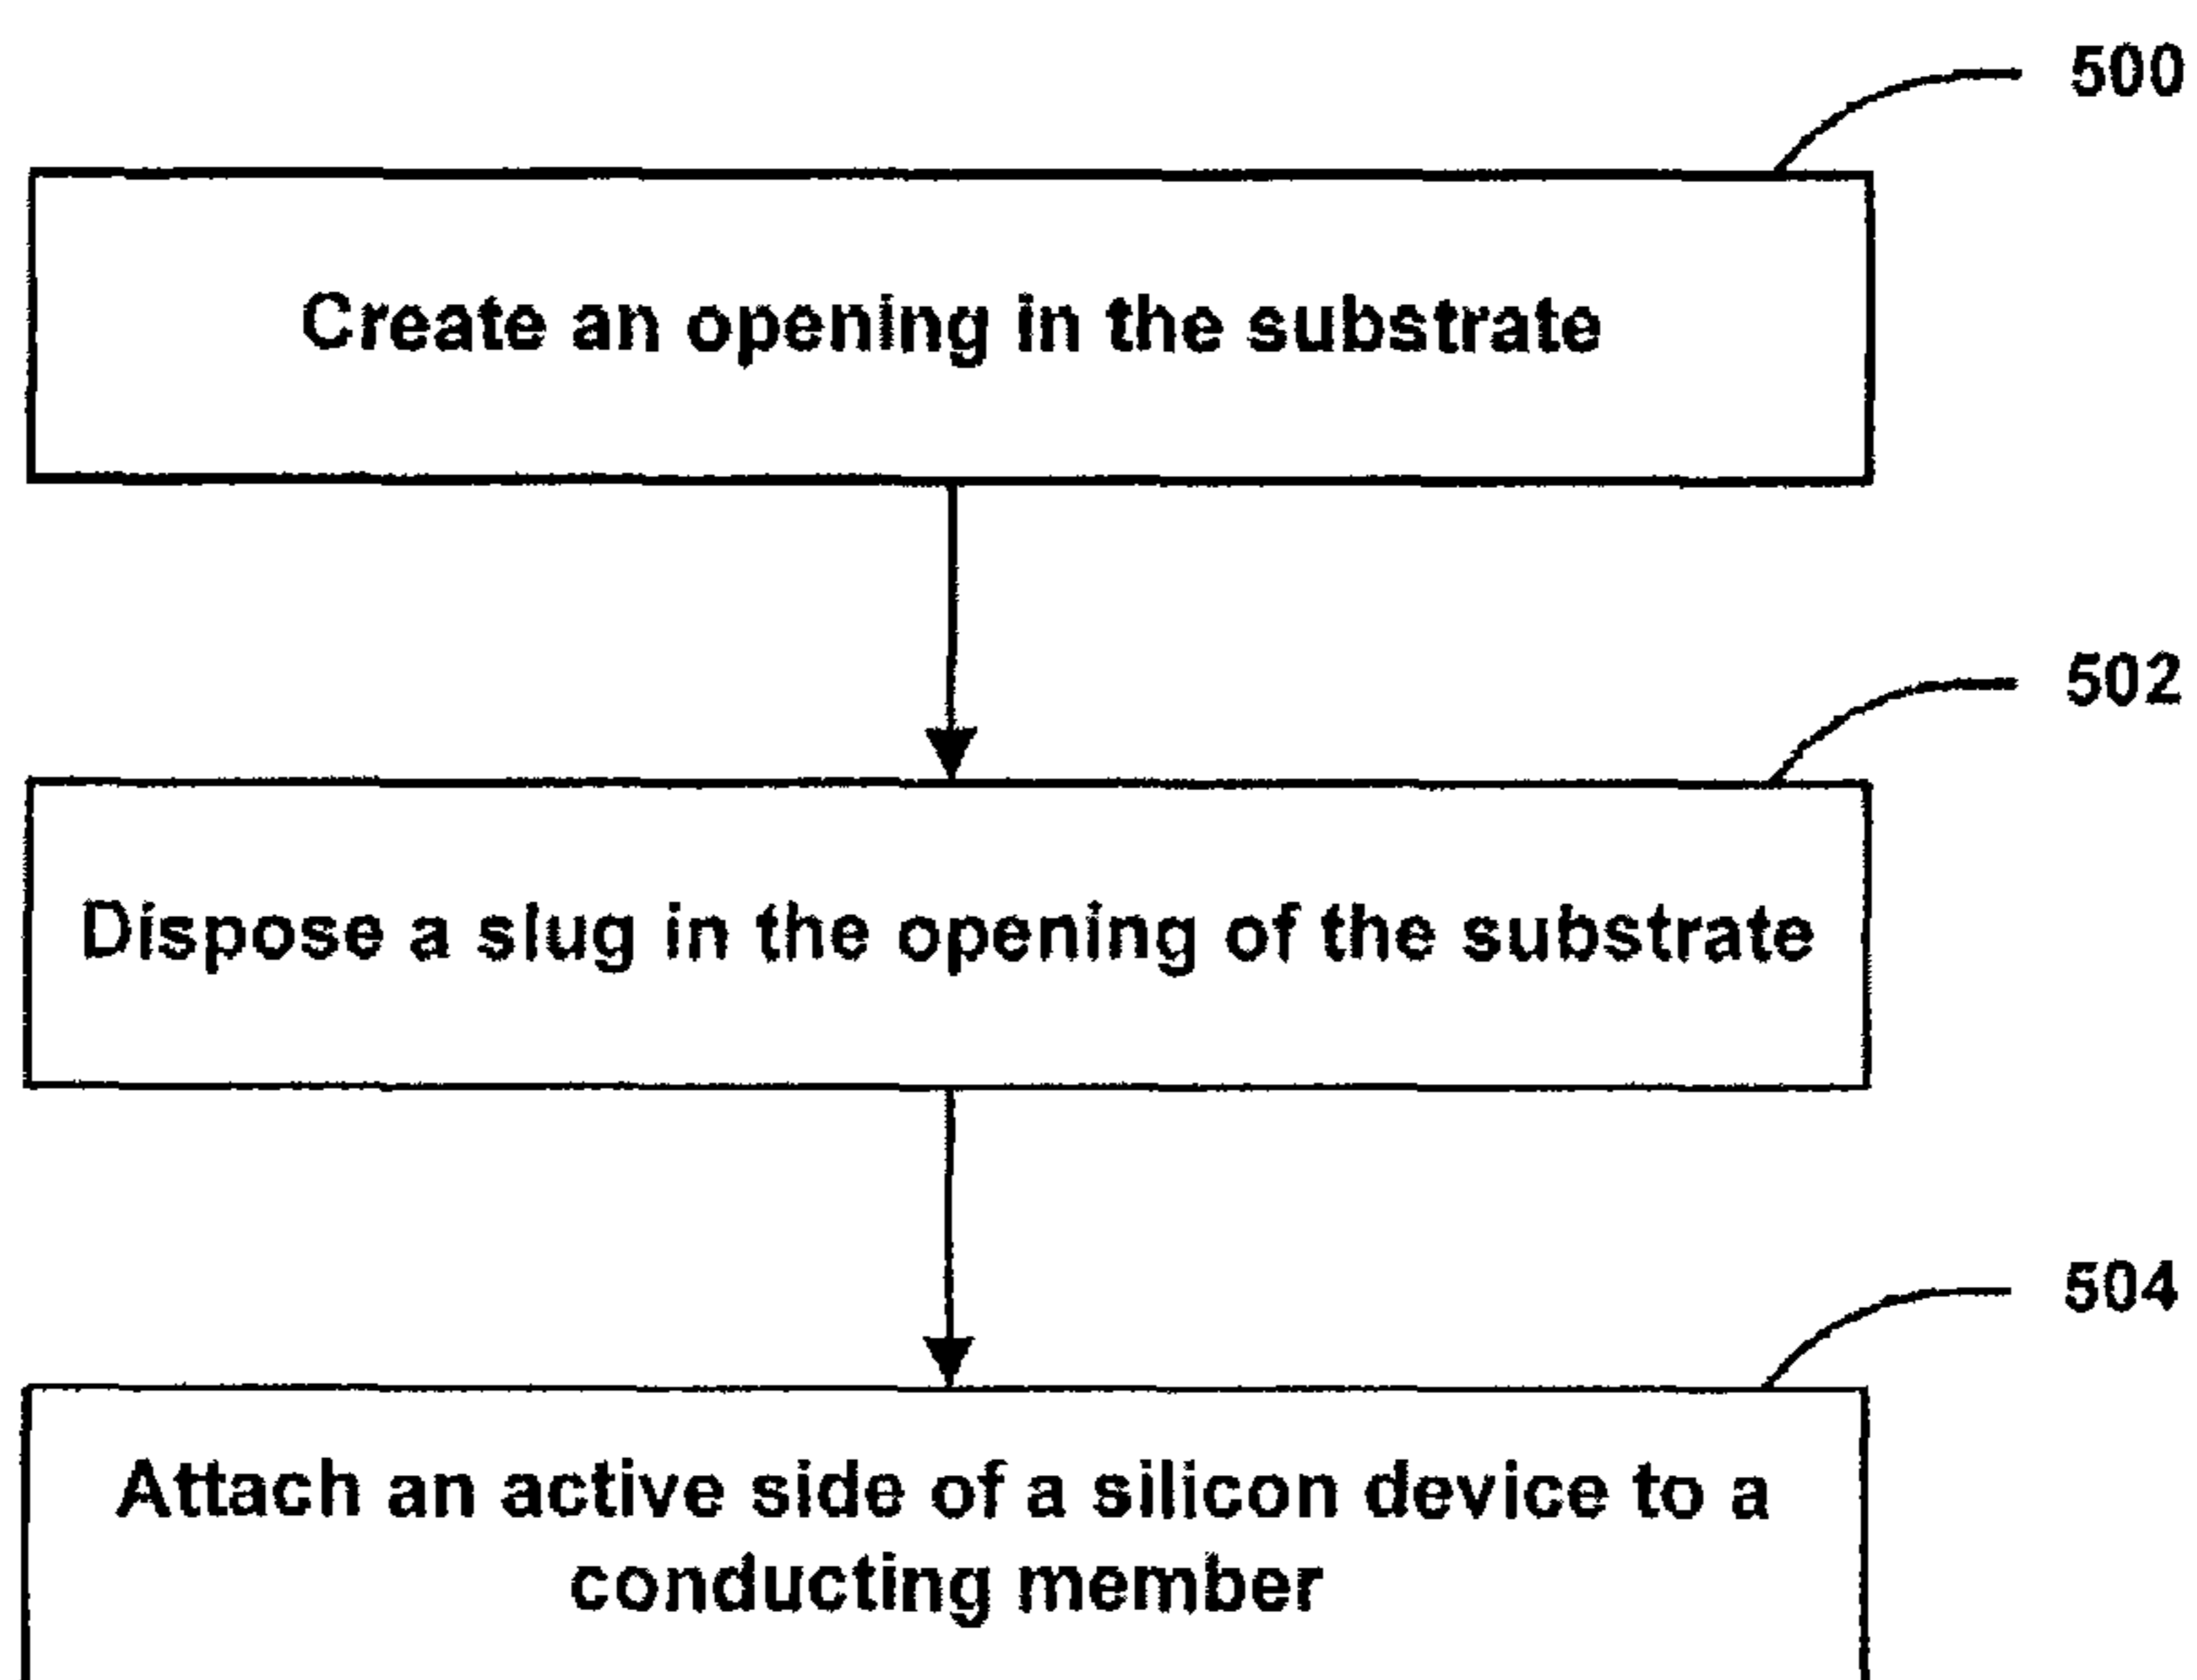 500
Create an opening in the substrate
502
Dispose a slug in the opening of the substrate
504
Attach an active side of a silicon device to a
conducting member